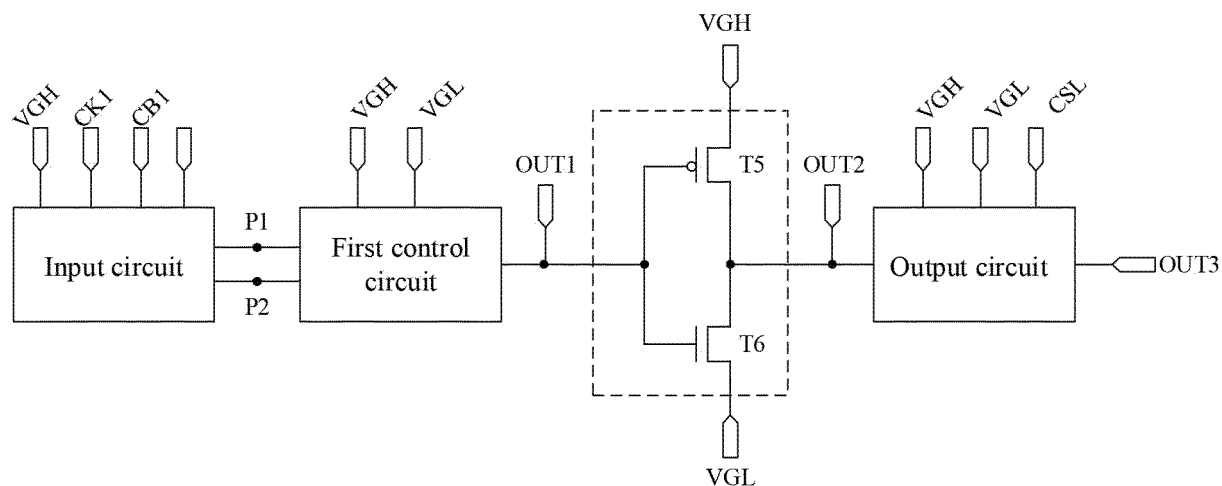 VGH
VGH
CK1
CB1
VGH
VGL
OUT1
T5
OUT2
VGH
VGL
CSL
P1
Input circuit
P2
First control
circuit
Output circuit
OUT3
T6
VGL